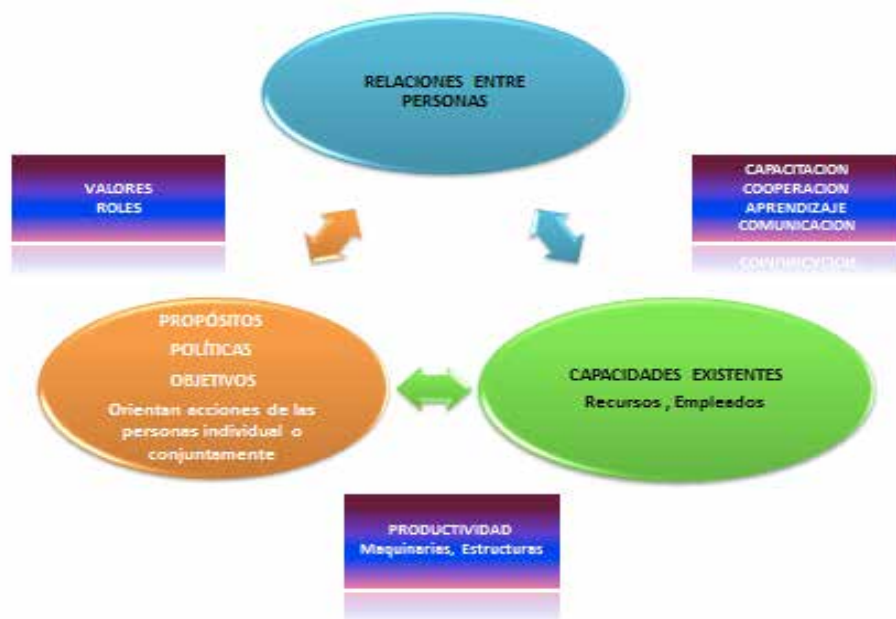 RELACIONES ENTRE
PERSONAS
VALORES
ROLES
CAPACITACION
COOPERACION
APRENDIZAJE
COMUNICACION
PROPÓSITOS
POLÍTICAS
OBJETIVOS
Orientan acciones de las
personas individual o
conjuntamente
CAPACIDADES EXISTENTES
Recursos , Empleados
PRODUCTIVIDAD
Maquinarias, Estructuras